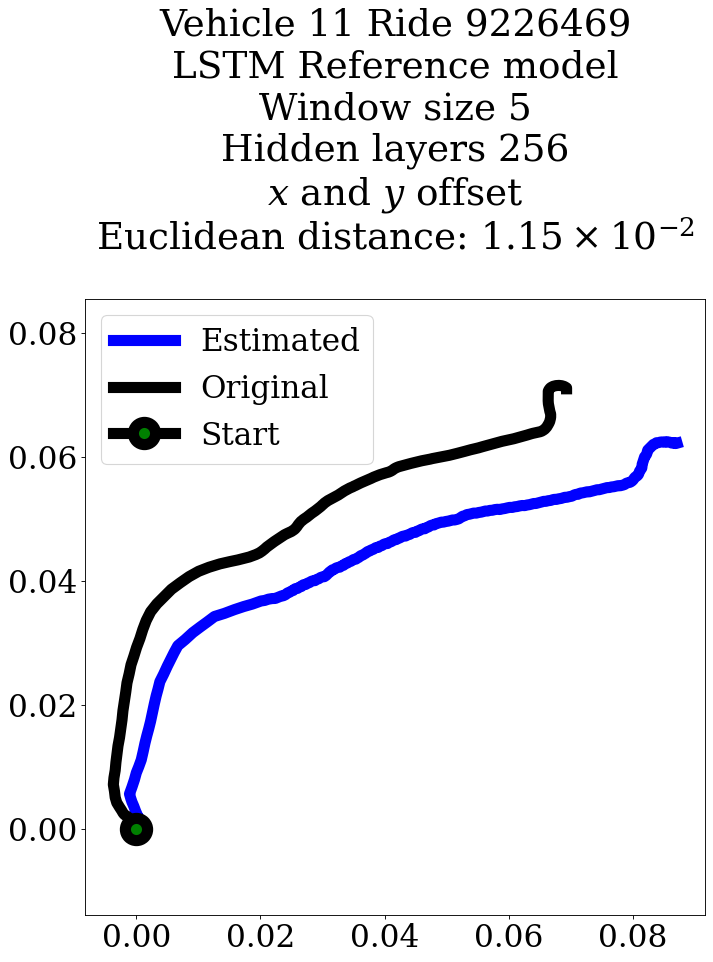 Vehicle 11 Ride 9226469
LSTM Reference model
Window size 5
Hidden layers 256
x and y offset
Euclidean distance: 1.15 × 10⁻²
Estimated
Original
Start
0.08
0.06
0.04
0.02
0.00
0.00 0.02 0.04 0.06 0.08